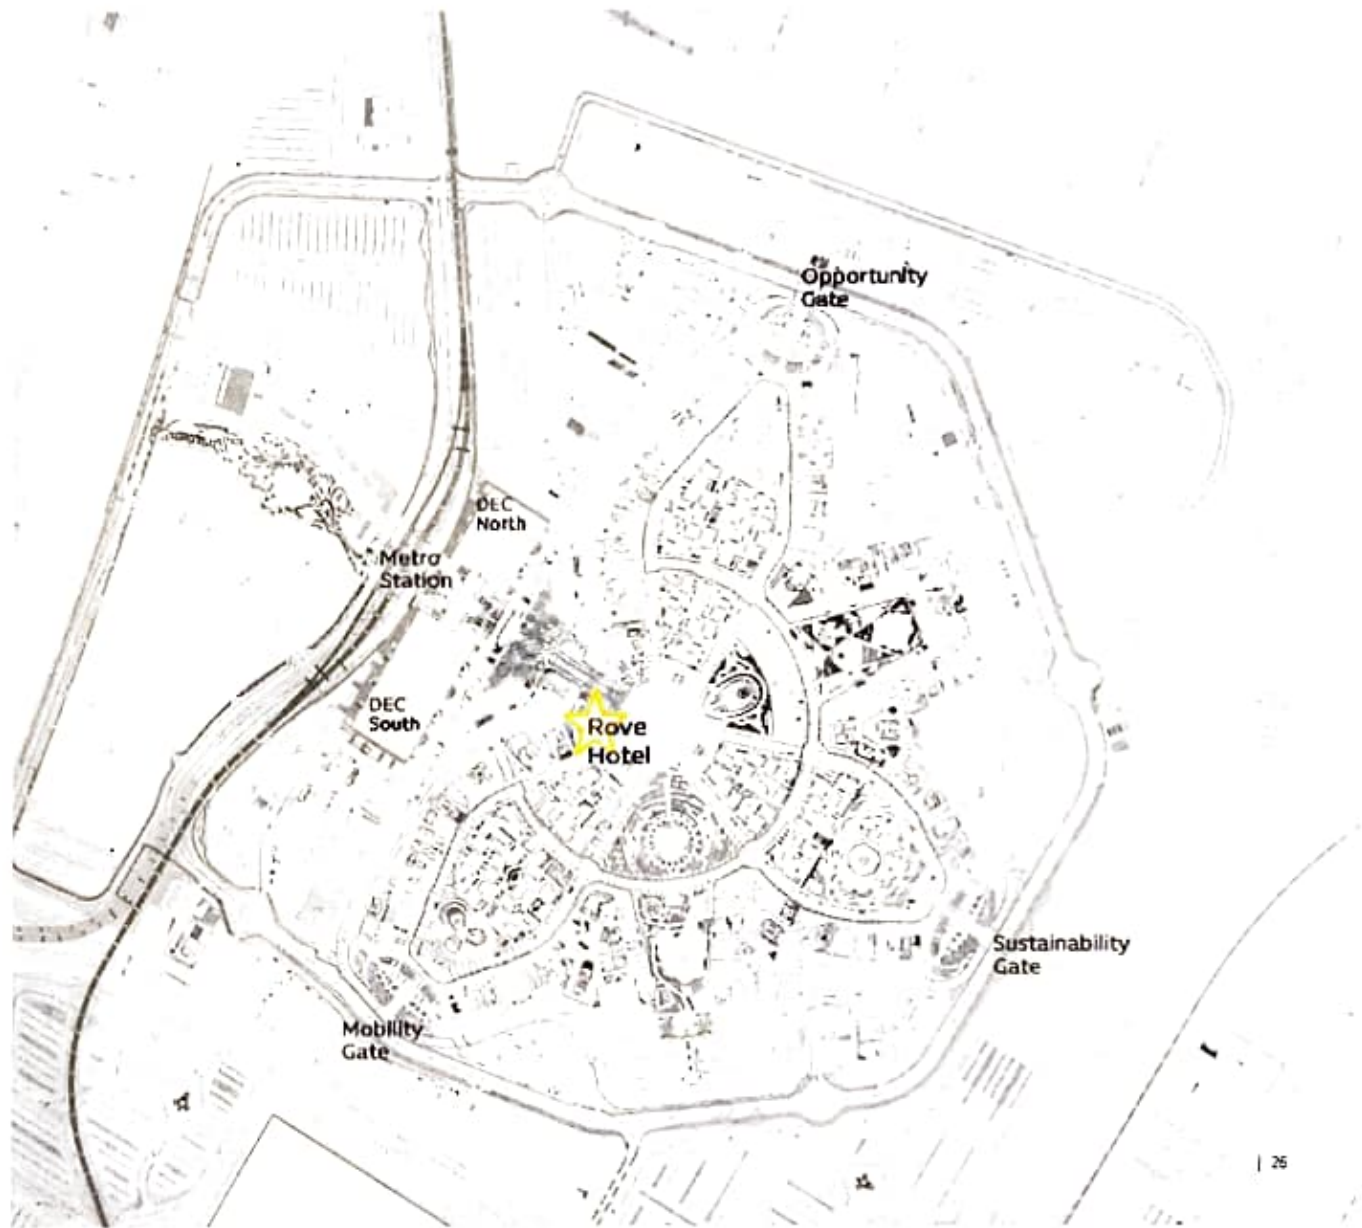 Opportunity
Gate
DEC
North
Metro
Station
DEC
South
Rove
Hotel
Sustainability
Gate
Mobility
Gate
| 26